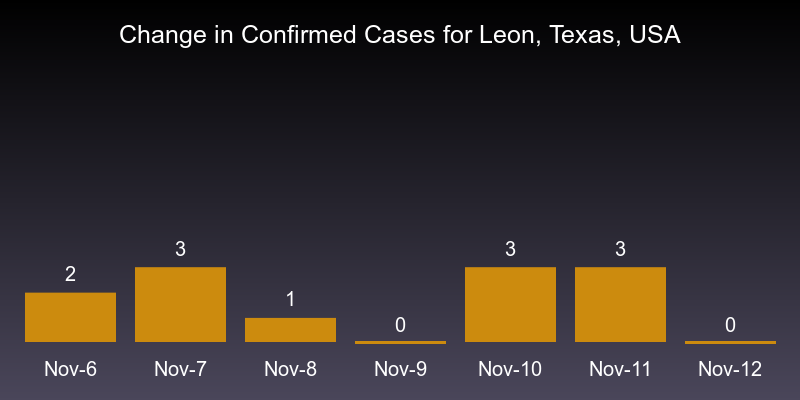 Change in Confirmed Cases for Leon, Texas, USA
2
3
1
0
3
3
0
Nov-6
Nov-7
Nov-8
Nov-9
Nov-10
Nov-11
Nov-12